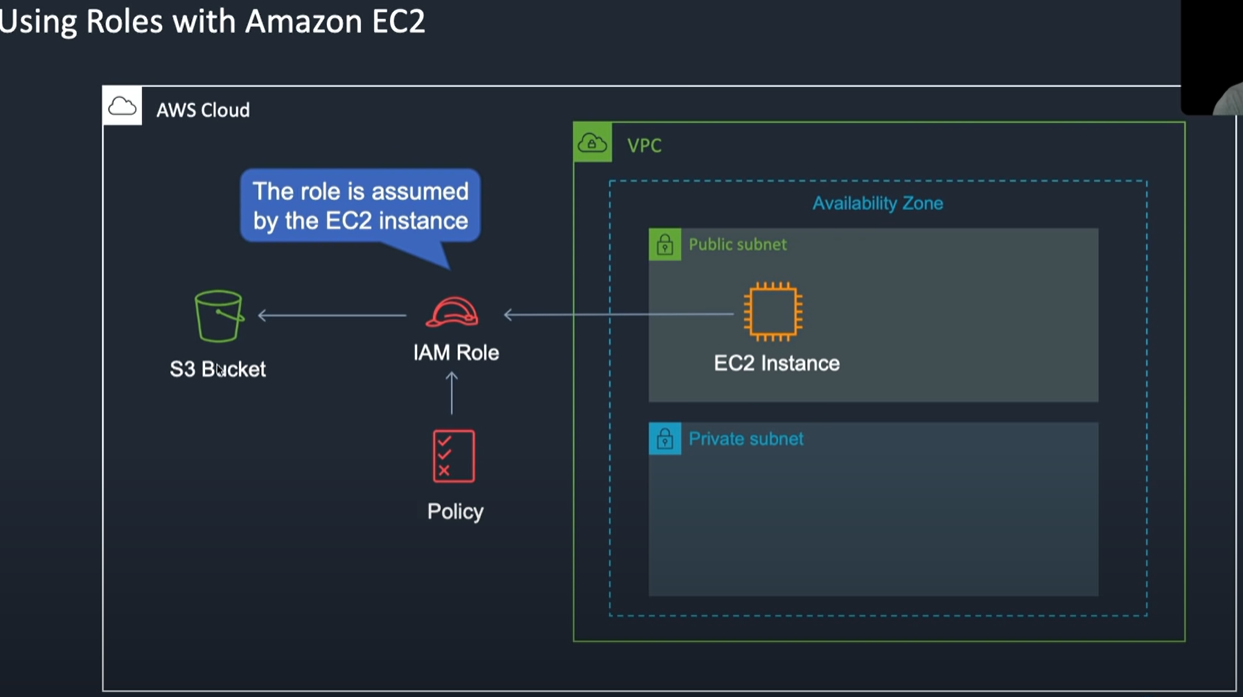 Using Roles with Amazon EC2
AWS Cloud
VPC
The role is assumed
by the EC2 instance
Availability Zone
Public subnet
S3 Bucket
IAM Role
EC2 Instance
Private subnet
Policy